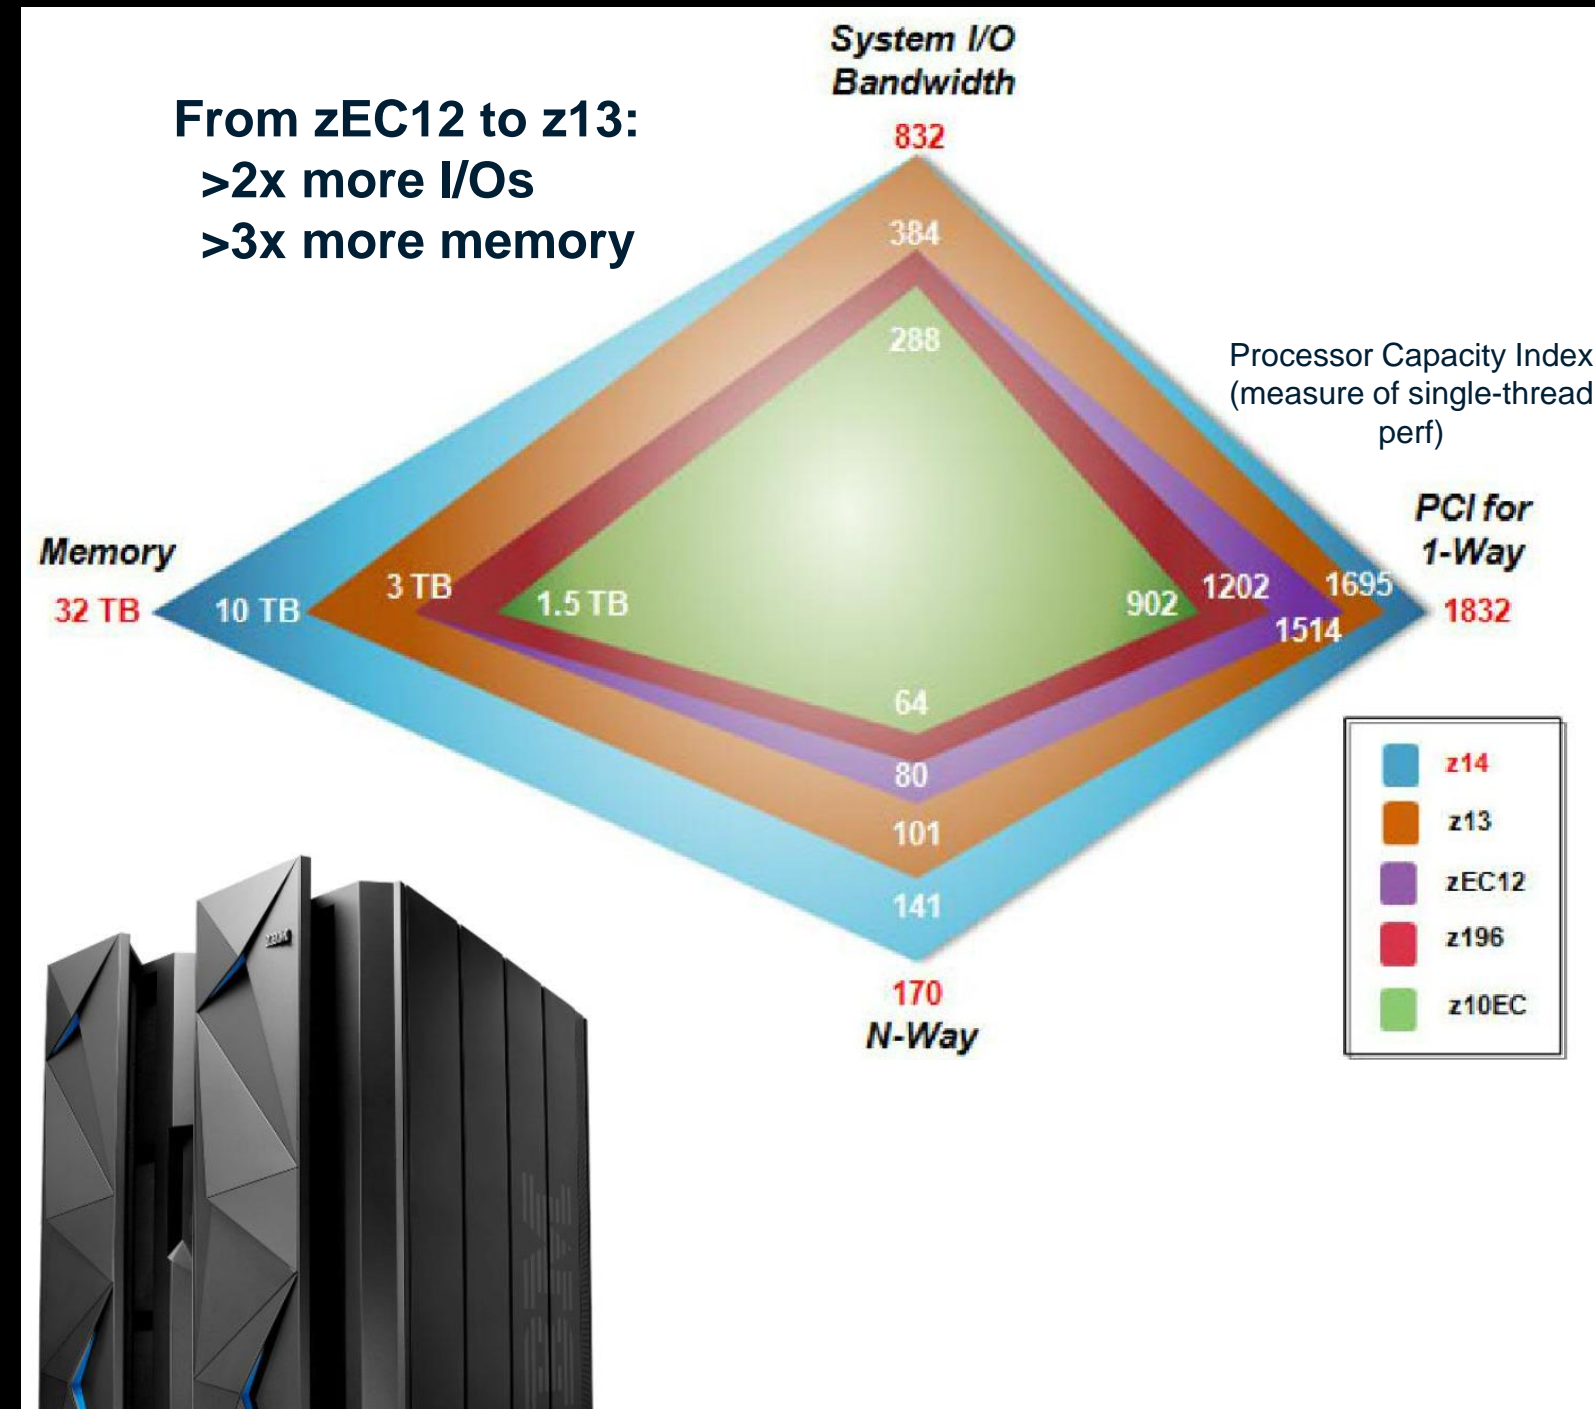 System I/O
Bandwidth
832
From zEC12 to z13:
>2x more I/Os
>3x more memory
384
288
Processor Capacity Index
(measure of single-thread
perf)
PCI for
1-Way
Memory
32 TB
10 TB
3 TB
1.5 TB
902
1202
1514
1695
1832
64
80
101
141
170
N-Way
z14
z13
zEC12
z196
z10EC
IBM
IBM